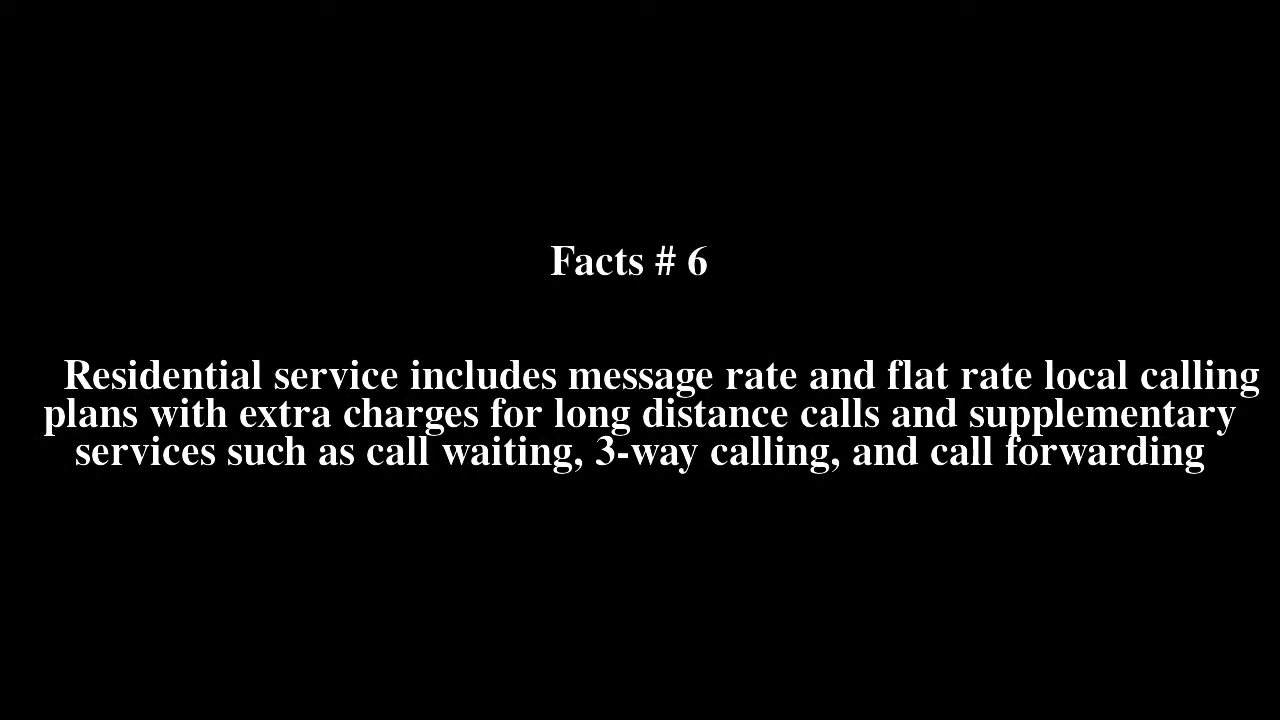 Facts # 6
Residential service includes message rate and flat rate local calling
plans with extra charges for long distance calls and supplementary
services such as call waiting, 3-way calling, and call forwarding